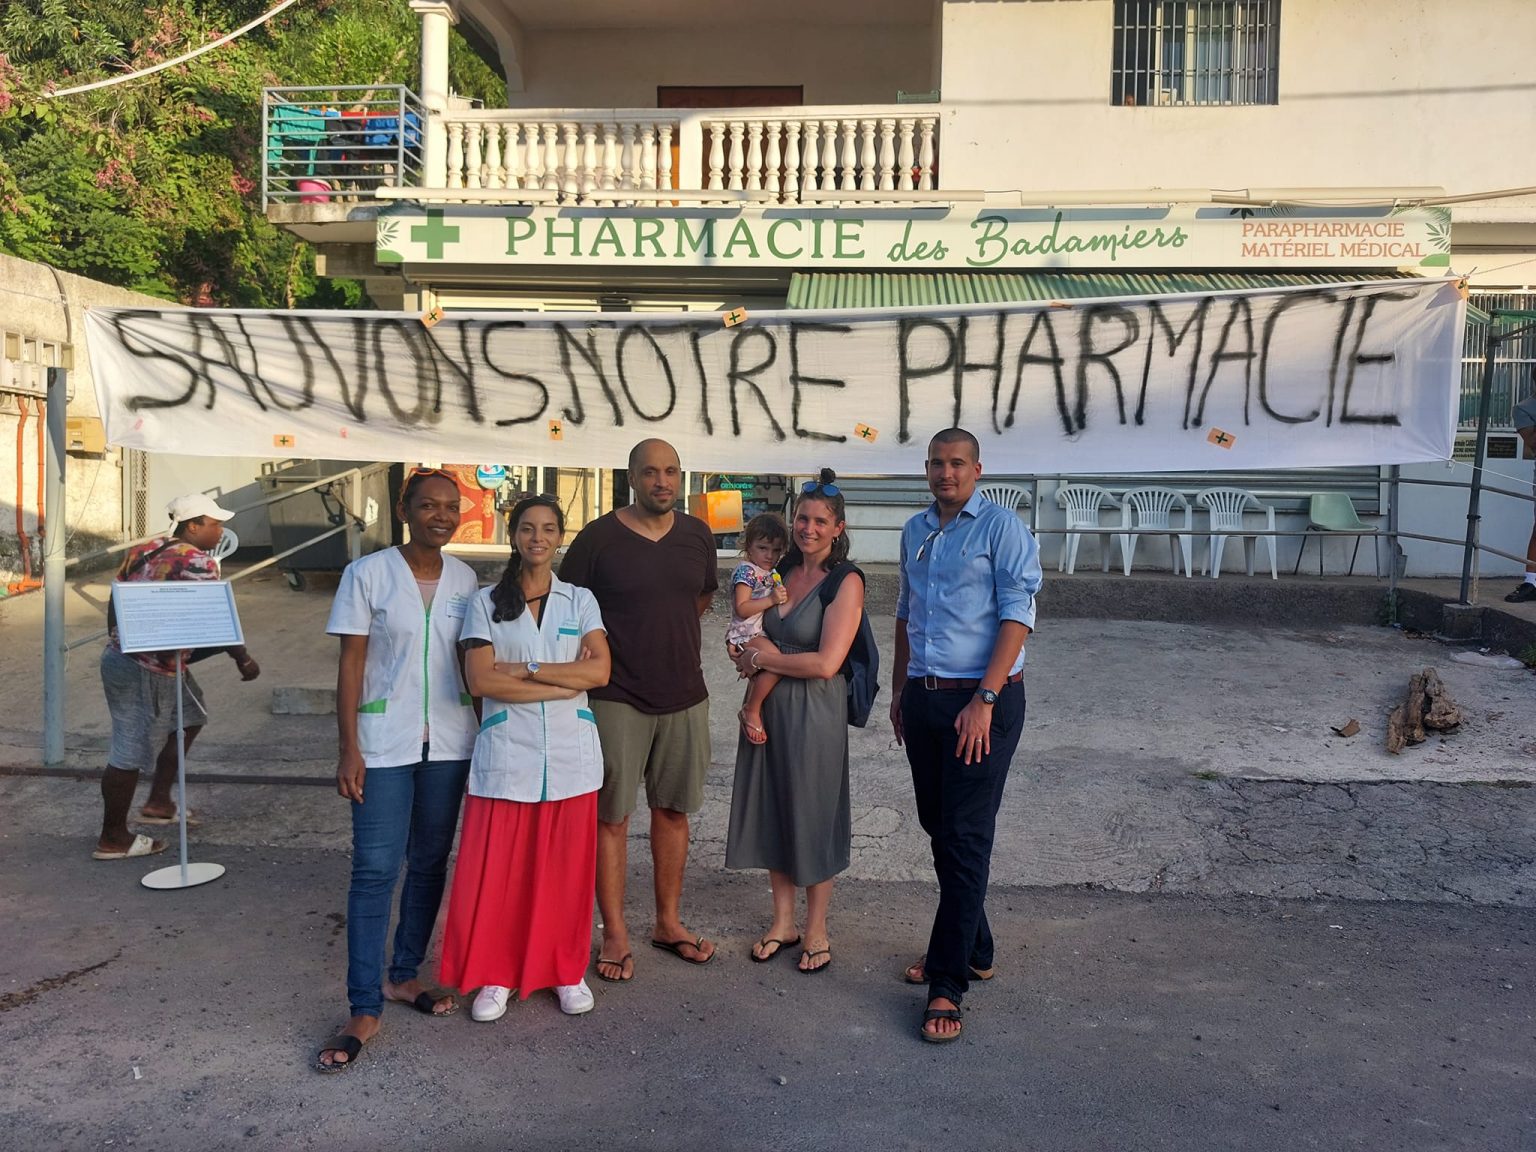 PHARMACIE des Badamiers
PARAPHARMACIE
MATÉRIEL MÉDICAL
SAUVONS NOTRE PHARMACIE